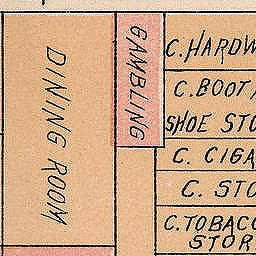 DINING ROOM
GAMBLING
C. HARDW
C. BOOT
SHOE STO
C. CIGA
C. STO
C. TOBACC
STOR